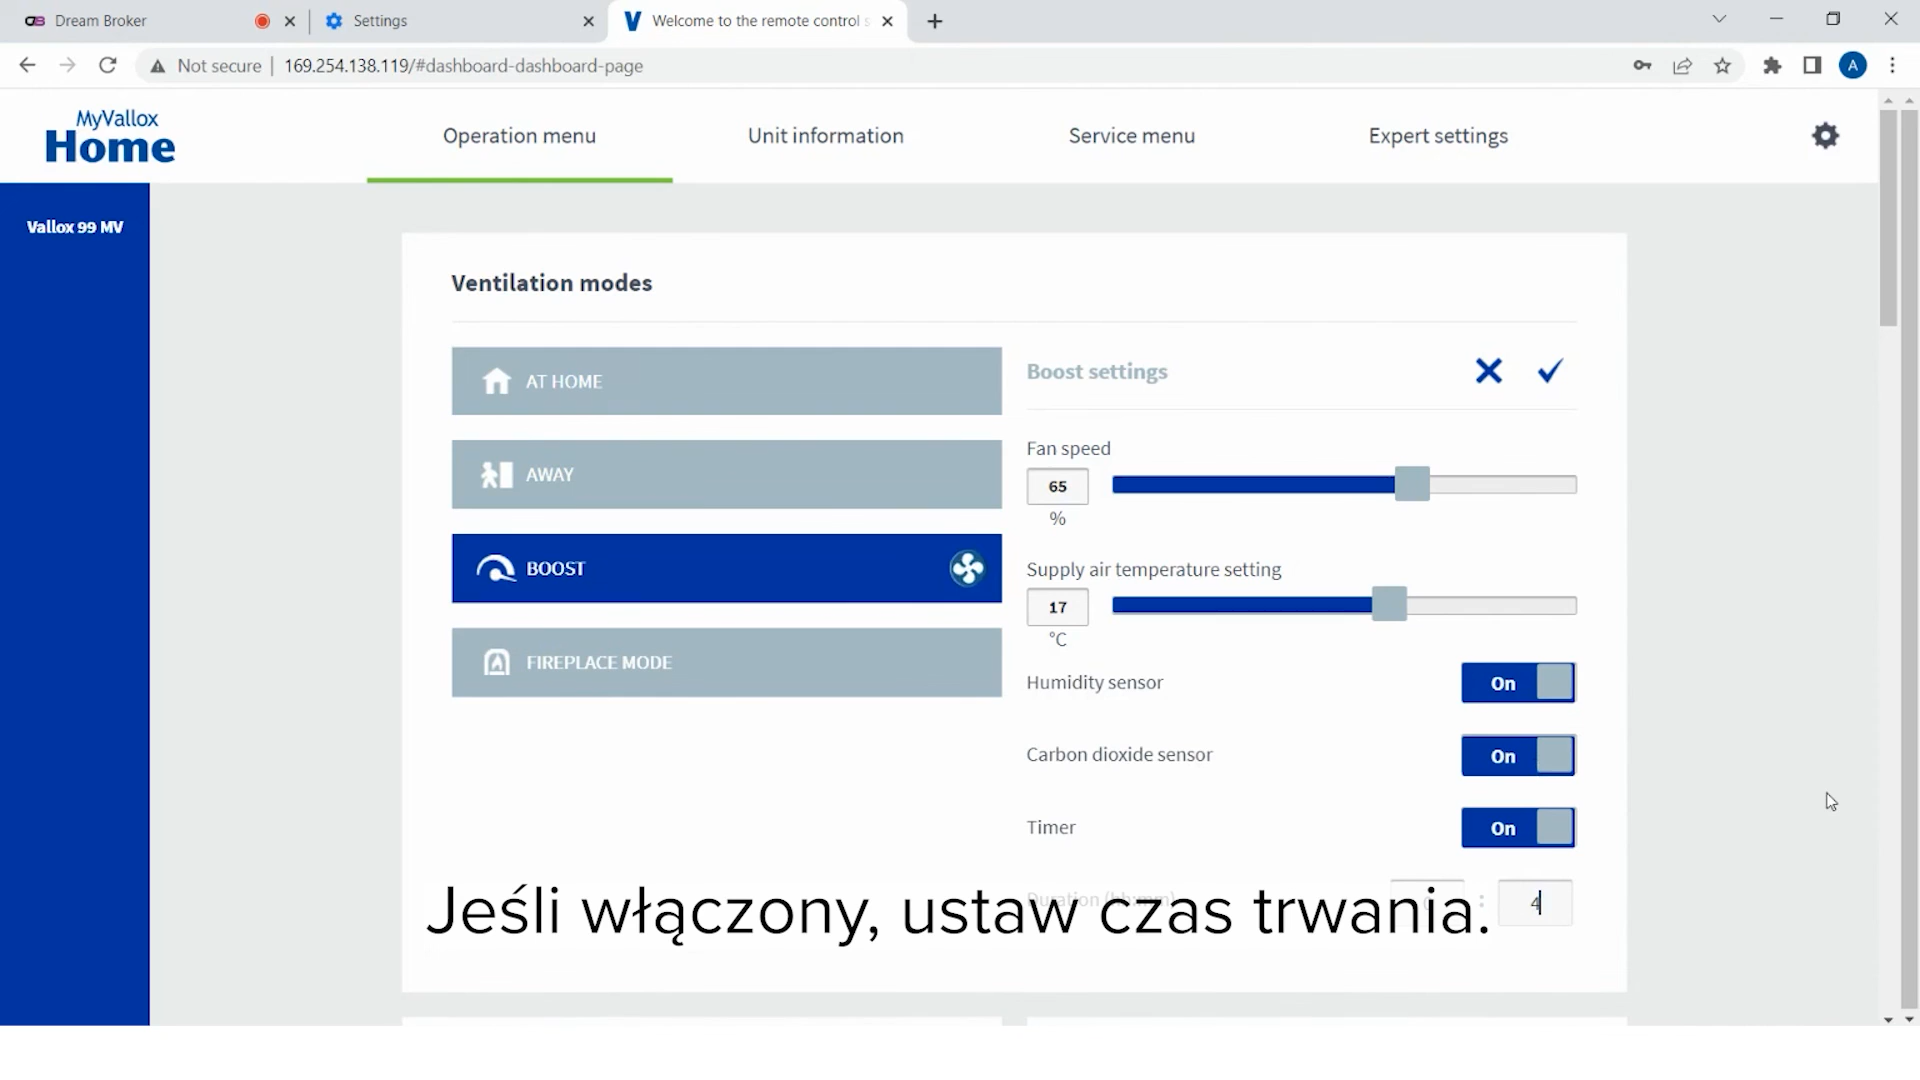 Dream Broker
Settings
Welcome to the remote control s
Not secure
169.254.138.119/#dashboard-dashboard-page
A
MyVallox
Home
Operation menu
Unit information
Service menu
Expert settings
Vallox 99 MV
Ventilation modes
AT HOME
AWAY
BOOST
FIREPLACE MODE
Boost settings
Fan speed
65
%
Supply air temperature setting
17
°C
Humidity sensor
On
Carbon dioxide sensor
On
Timer
On
: 4
Jeśli włączony, ustaw czas trwania.